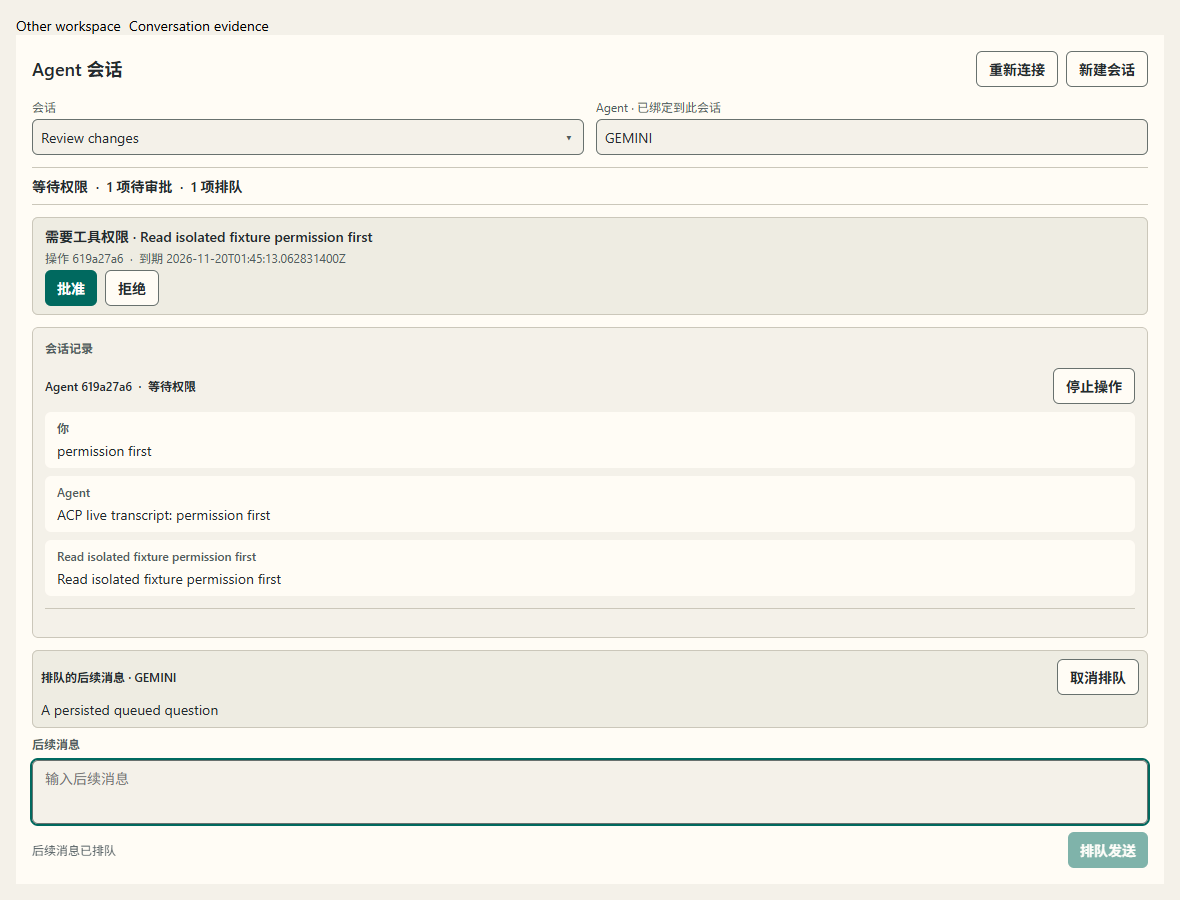 Other workspace Conversation evidence
Agent 会话
重新连接 新建会话
会话 Agent · 已绑定到此会话
Review changes GEMINI
等待权限 · 1 项待审批 · 1 项排队
需要工具权限 · Read isolated fixture permission first
操作 619a27a6 · 到期 2026-11-20T01:45:13.062831400Z
批准 拒绝
会话记录
Agent 619a27a6 · 等待权限 停止操作
你
permission first
Agent
ACP live transcript: permission first
Read isolated fixture permission first
Read isolated fixture permission first
排队的后续消息 · GEMINI 取消排队
A persisted queued question
后续消息
输入后续消息
后续消息已排队 排队发送